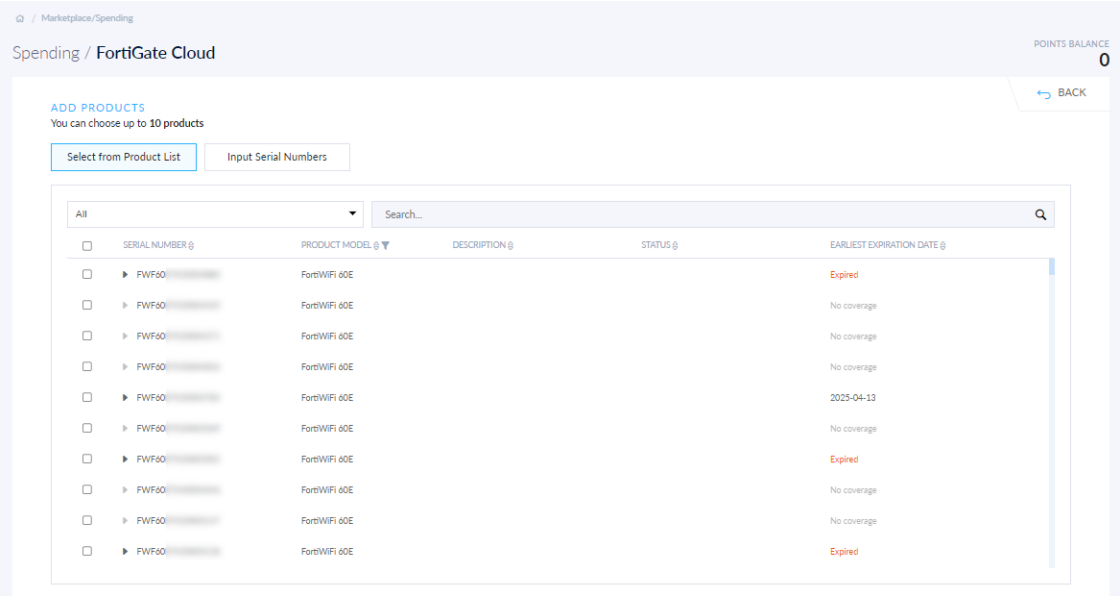 / Marketplace/Spending
Spending / FortiGate Cloud
POINTS BALANCE
0
BACK
ADD PRODUCTS
You can choose up to 10 products
Select from Product List Input Serial Numbers
All Search...
SERIAL NUMBER PRODUCT MODEL DESCRIPTION STATUS EARLIEST EXPIRATION DATE
FWF60 FortiWiFi 60E Expired
FWF60 FortiWiFi 60E No coverage
FWF60 FortiWiFi 60E No coverage
FWF60 FortiWiFi 60E No coverage
FWF60 FortiWiFi 60E 2025-04-13
FWF60 FortiWiFi 60E No coverage
FWF60 FortiWiFi 60E Expired
FWF60 FortiWiFi 60E No coverage
FWF60 FortiWiFi 60E No coverage
FWF60 FortiWiFi 60E Expired